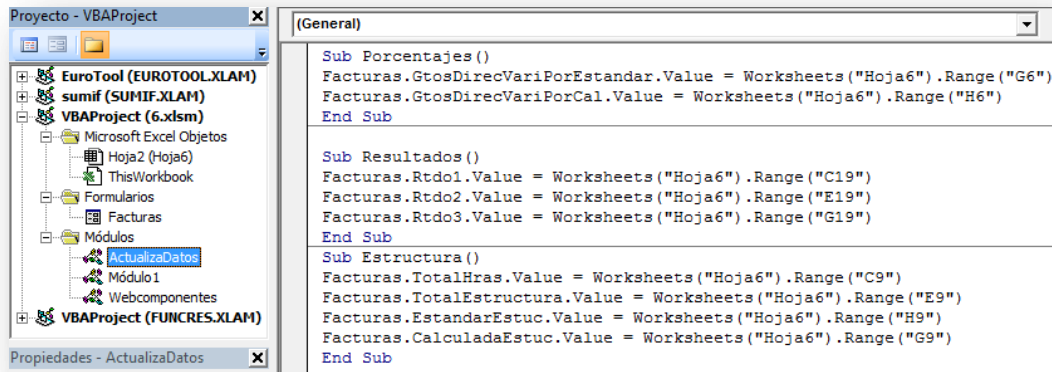 Proyecto - VBAProject
EuroTool (EUROTOOL.XLAM)
sumif (SUMIF.XLAM)
VBAProject (6.xlsm)
Microsoft Excel Objetos
Hoja2 (Hoja6)
ThisWorkbook
Formularios
Facturas
Módulos
ActualizaDatos
Módulo1
Webcomponentes
VBAProject (FUNCRES.XLAM)
Propiedades - ActualizaDatos
(General)
Sub Porcentajes()
Facturas.GtosDirecVariPorEstandar.Value = Worksheets("Hoja6").Range("G6")
Facturas.GtosDirecVariPorCal.Value = Worksheets("Hoja6").Range("H6")
End Sub
Sub Resultados()
Facturas.Rtdo1.Value = Worksheets("Hoja6").Range("C19")
Facturas.Rtdo2.Value = Worksheets("Hoja6").Range("E19")
Facturas.Rtdo3.Value = Worksheets("Hoja6").Range("G19")
End Sub
Sub Estructura()
Facturas.TotalHras.Value = Worksheets("Hoja6").Range("C9")
Facturas.TotalEstructura.Value = Worksheets("Hoja6").Range("E9")
Facturas.EstandarEstuc.Value = Worksheets("Hoja6").Range("H9")
Facturas.CalculadaEstuc.Value = Worksheets("Hoja6").Range("G9")
End Sub